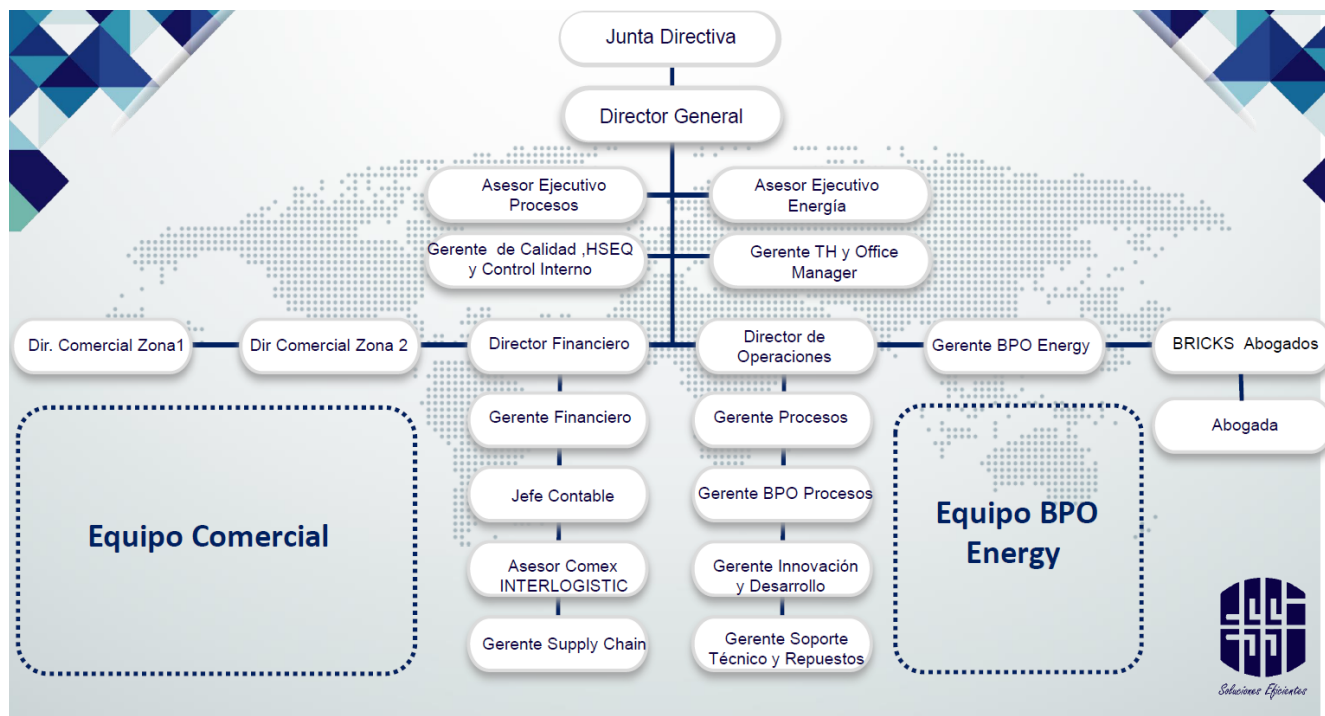 Junta Directiva
Director General
Asesor Ejecutivo
Procesos
Asesor Ejecutivo
Energía
Gerente de Calidad ,HSEQ
y Control Interno
Gerente TH y Office
Manager
Dir. Comercial Zona1
Dir Comercial Zona 2
Director Financiero
Director de
Operaciones
Gerente BPO Energy
BRICKS Abogados
Gerente Financiero
Gerente Procesos
Abogada
Jefe Contable
Gerente BPO Procesos
Equipo Comercial
Equipo BPO
Energy
Asesor Comex
INTERLOGISTIC
Gerente Innovación
y Desarrollo
Gerente Supply Chain
Gerente Soporte
Técnico y Repuestos
Soluciones Eficientes